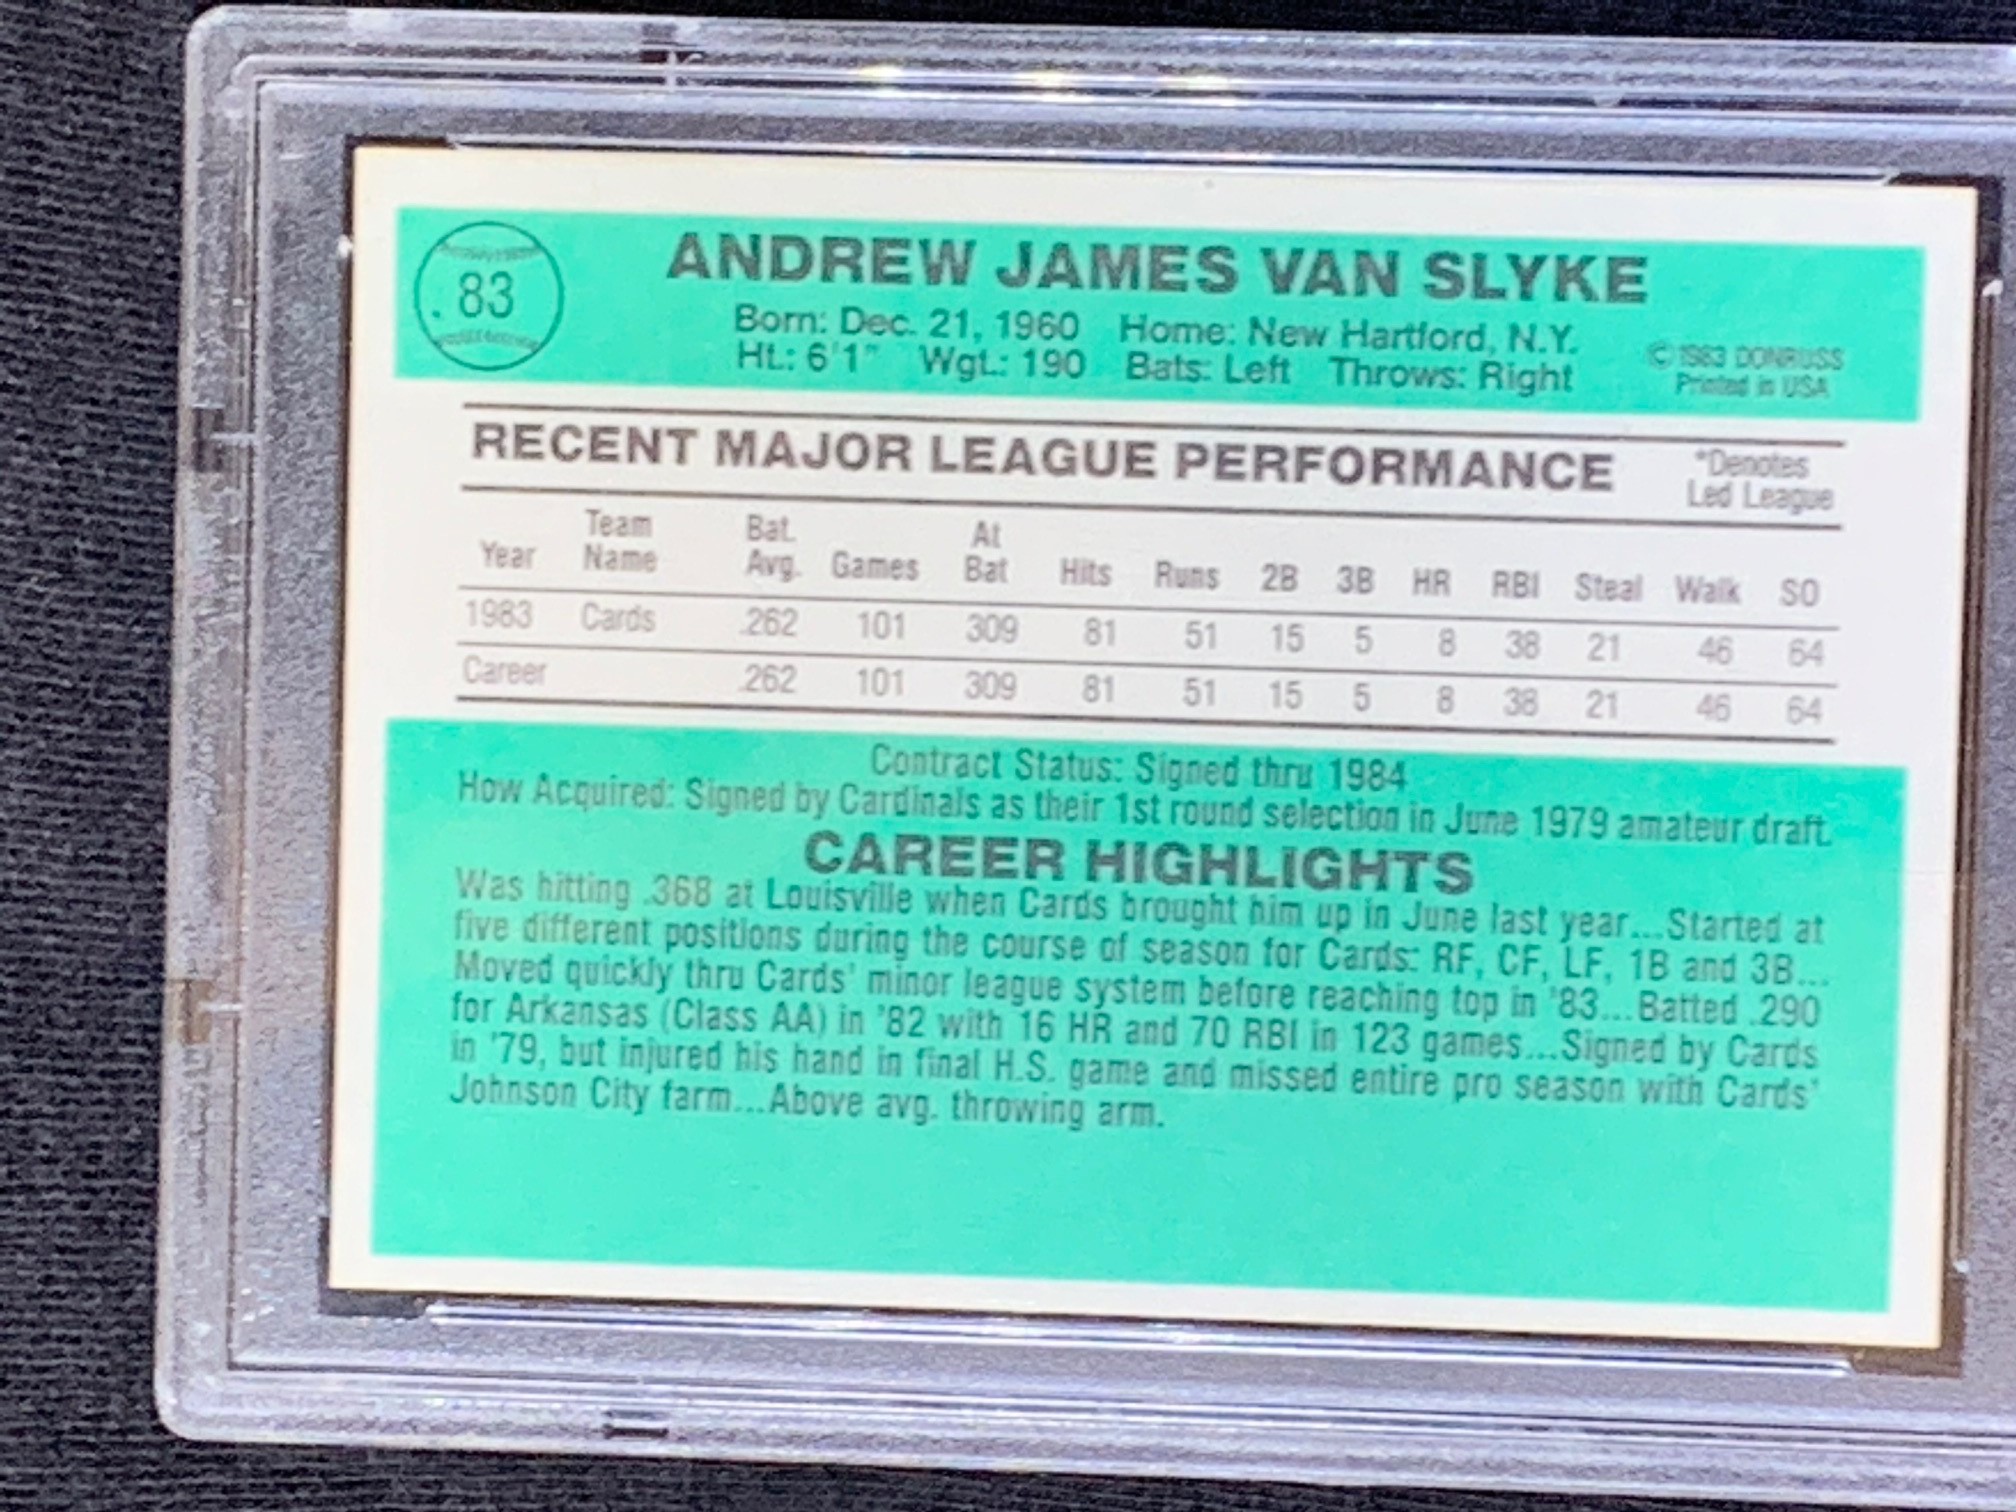 83
ANDREW JAMES VAN SLYKE
Born: Dec. 21, 1960 Home: New Hartford, N.Y.
Ht.: 6'1" Wgt.: 190 Bats: Left Throws: Right
© 1983 DONRUSS
Printed in USA
RECENT MAJOR LEAGUE PERFORMANCE
*Denotes
Led League
Year Team Name Bat. Avg. Games At Bat Hits Runs 2B 3B HR RBI Steal Walk SO
1983 Cards .262 101 309 81 51 15 5 8 38 21 46 64
Career .262 101 309 81 51 15 5 8 38 21 46 64
Contract Status: Signed thru 1984
How Acquired: Signed by Cardinals as their 1st round selection in June 1979 amateur draft.
CAREER HIGHLIGHTS
Was hitting .368 at Louisville when Cards brought him up in June last year...Started at
five different positions during the course of season for Cards: RF, CF, LF, 1B and 3B...
Moved quickly thru Cards' minor league system before reaching top in '83...Batted .290
for Arkansas (Class AA) in '82 with 16 HR and 70 RBI in 123 games...Signed by Cards
in '79, but injured his hand in final H.S. game and missed entire pro season with Cards'
Johnson City farm...Above avg. throwing arm.